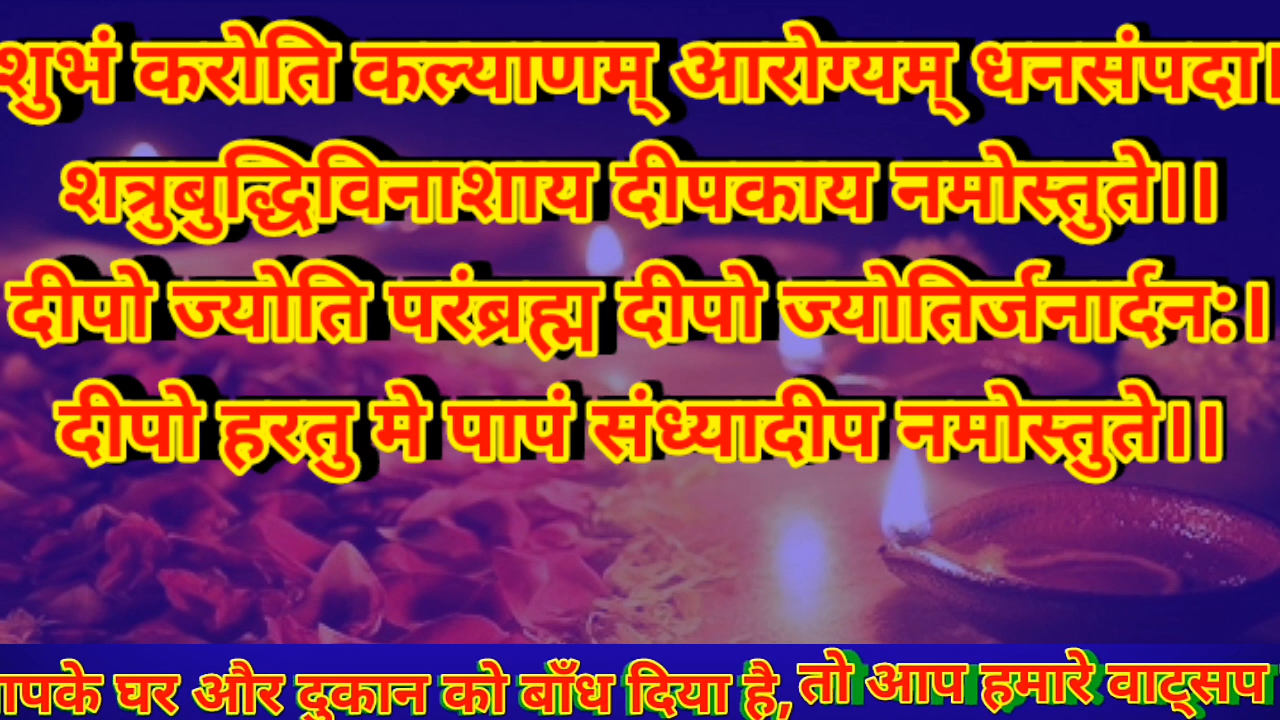 शुभं करोति कल्याणम् आरोग्यम् धनसंपदा।
शत्रुबुद्धिविनाशाय दीपकाय नमोस्तुते।।
दीपो ज्योति परंब्रह्म दीपो ज्योतिर्जनार्दनः।
दीपो हरतु मे पापं संध्यादीप नमोस्तुते।।
पके घर और दुकान को बाँध दिया है, तो आप हमारे वाट्सप